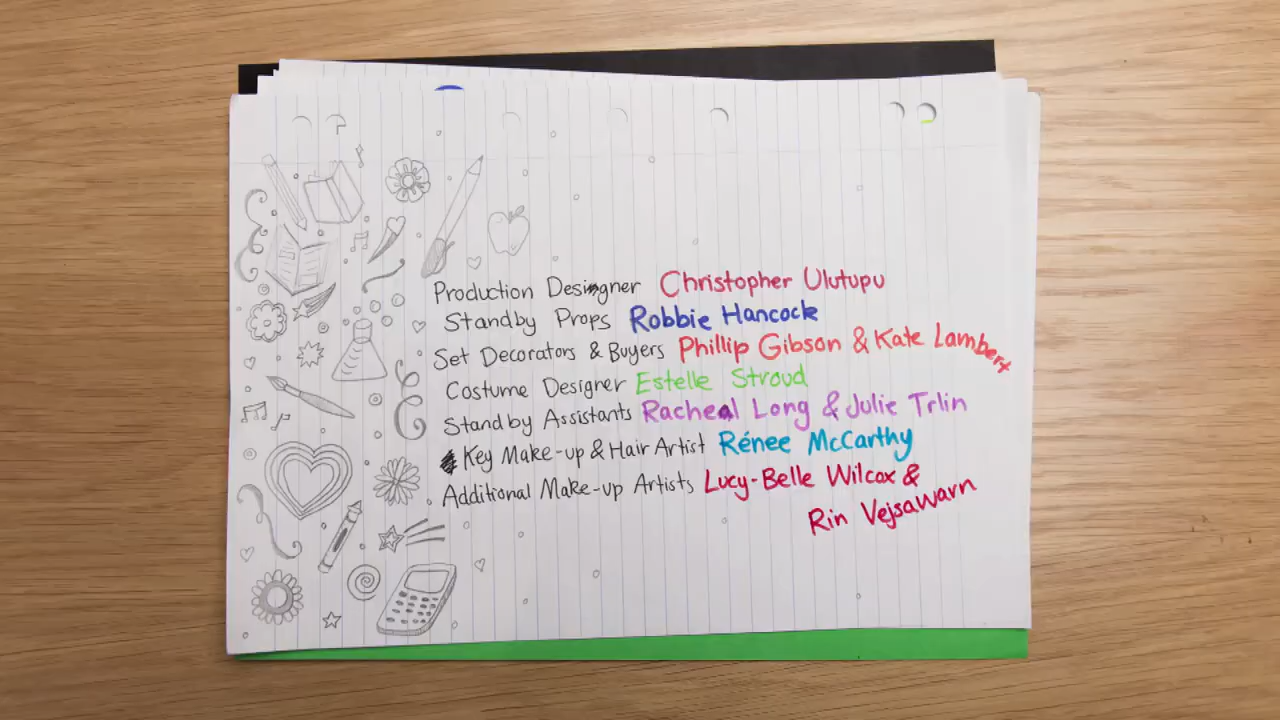 Production Designer Christopher Ulutupu
Standby Props Robbie Hancock
Set Decorators & Buyers Phillip Gibson & Kate Lambert
Costume Designer Estelle Stroud
Standby Assistants Racheal Long & Julie Trlin
Key Make-up & Hair Artist Rénee McCarthy
Additional Make-up Artists Lucy-Belle Wilcox &
Rin Vejsawarn